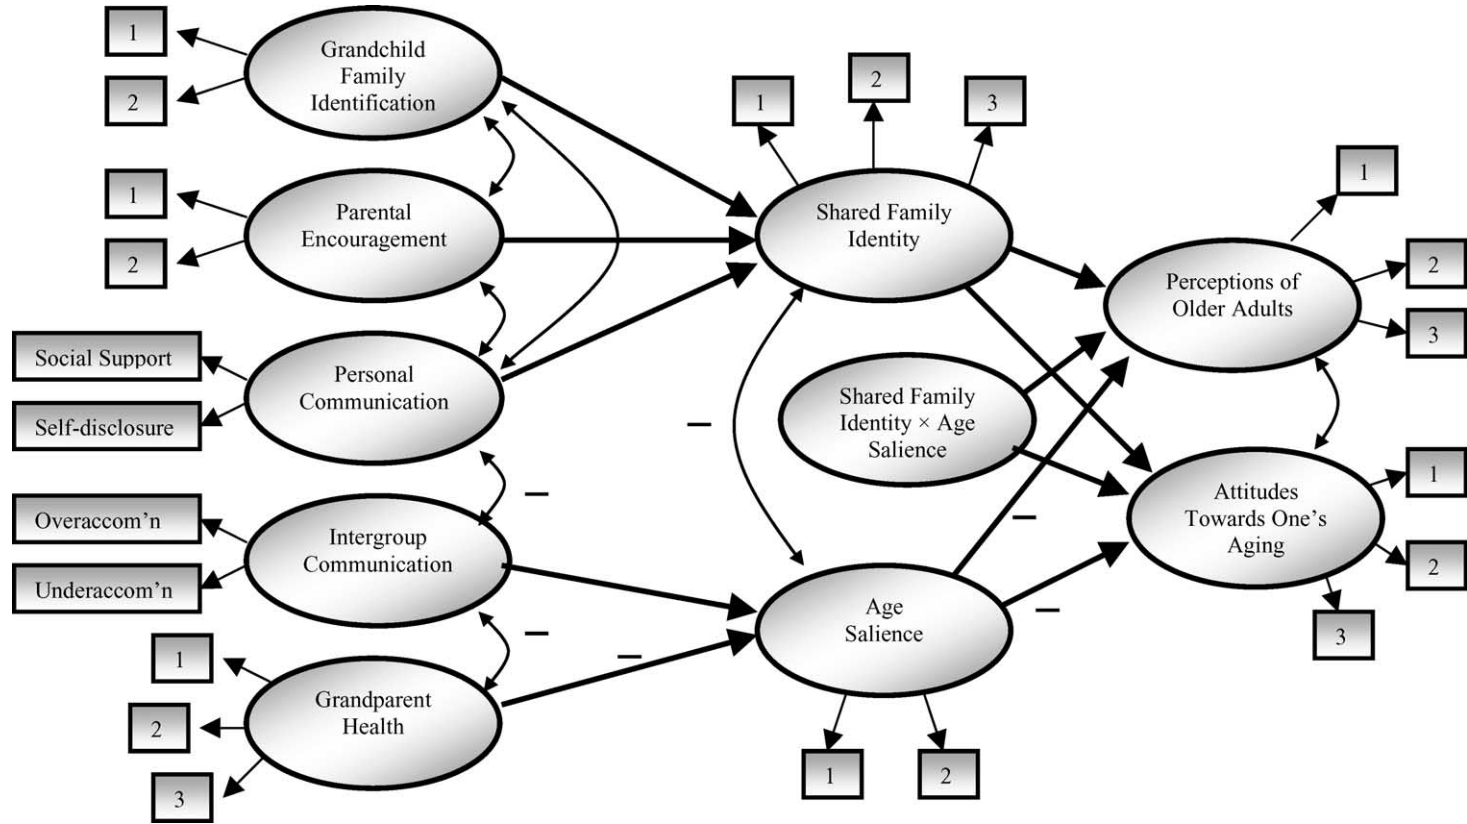 1
2
Grandchild
Family
Identification
1
2
Parental
Encouragement
Social Support
Self-disclosure
Personal
Communication
Overaccom'n
Underaccom'n
Intergroup
Communication
1
2
3
Grandparent
Health
–
–
–
1
2
3
Shared Family
Identity
–
Shared Family
Identity × Age
Salience
Age
Salience
1
2
–
–
Perceptions of
Older Adults
1
2
3
Attitudes
Towards One's
Aging
1
2
3